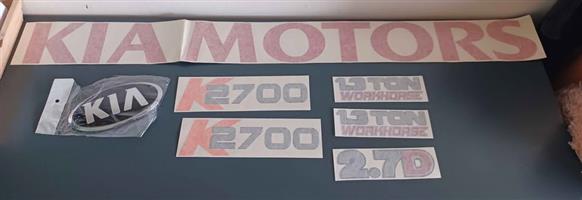 KIA MOTORS
KIA
K2700
K2700
1.3 TON
WORKHORSE
1.3 TON
WORKHORSE
2.7D